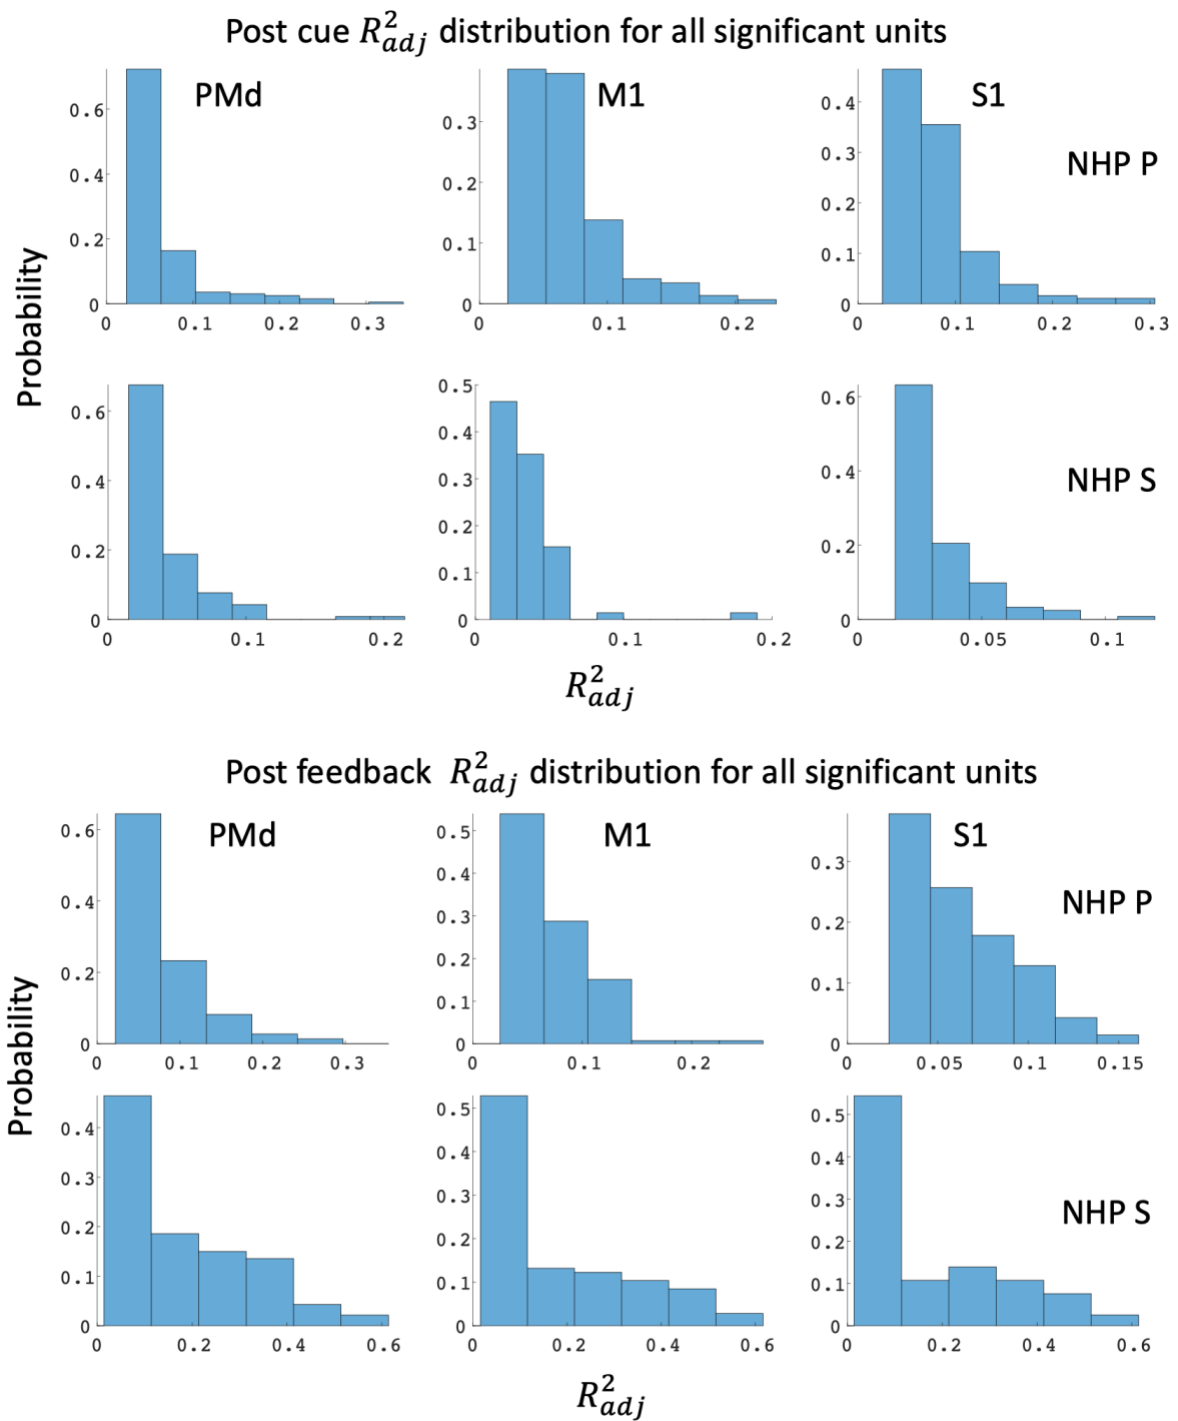 Post cue R²adj distribution for all significant units
PMd
M1
S1
NHP P
0.6
0.4
0.2
0
0 0.1 0.2 0.3
0.3
0.2
0.1
0
0 0.1 0.2
0.4
0.3
0.2
0.1
0
0 0.1 0.2 0.3
Probability
NHP S
0.6
0.4
0.2
0
0 0.1 0.2
0.5
0.4
0.3
0.2
0.1
0
0 0.1 0.2
0.6
0.4
0.2
0
0 0.05 0.1
R²adj
Post feedback R²adj distribution for all significant units
PMd
M1
S1
NHP P
0.6
0.4
0.2
0
0 0.1 0.2 0.3
0.5
0.4
0.3
0.2
0.1
0
0 0.1 0.2
0.3
0.2
0.1
0
0 0.05 0.1 0.15
Probability
NHP S
0.4
0.3
0.2
0.1
0
0 0.2 0.4 0.6
0.5
0.4
0.3
0.2
0.1
0
0 0.2 0.4 0.6
0.5
0.4
0.3
0.2
0.1
0
0 0.2 0.4 0.6
R²adj